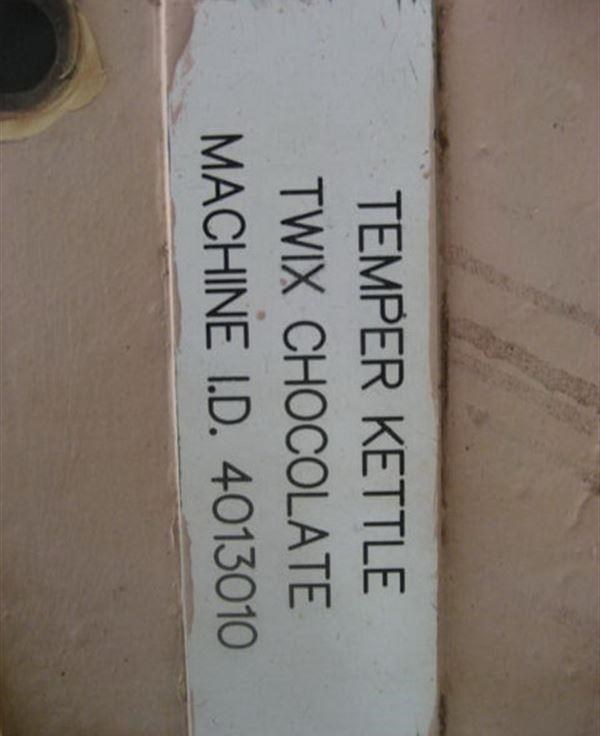 TEMPER KETTLE
TWIX CHOCOLATE
MACHINE I.D. 4013010